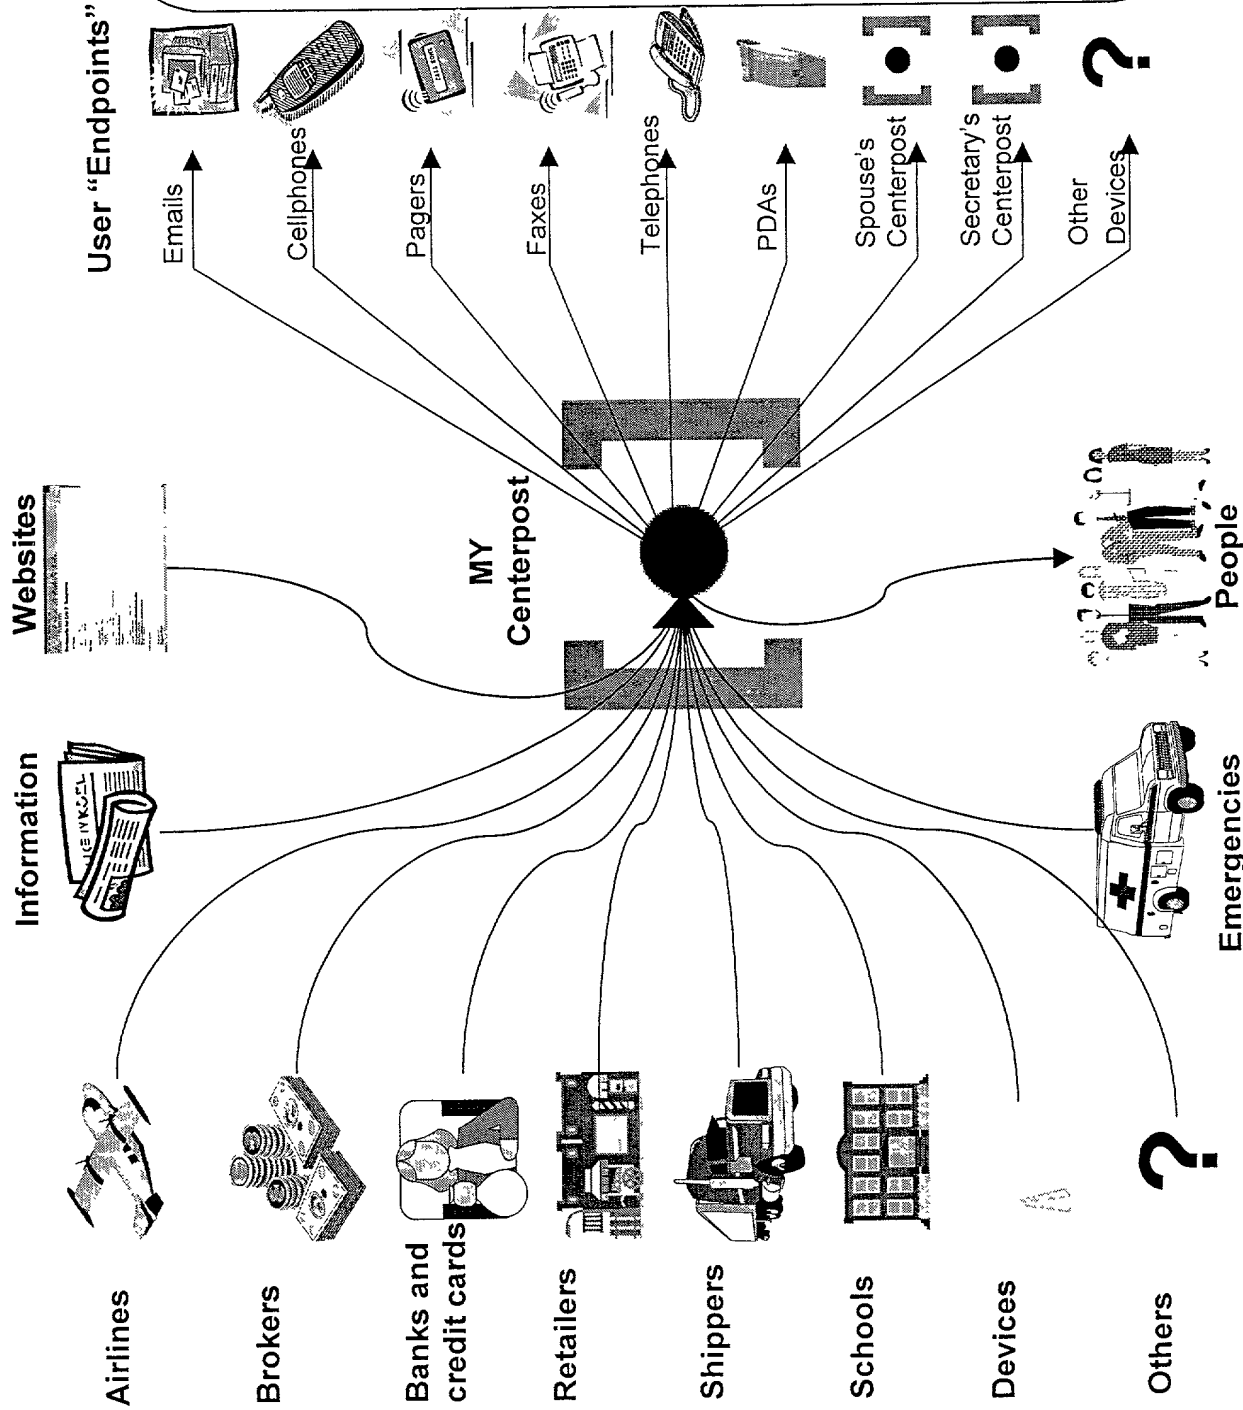 Information
Websites
User “Endpoints”
Airlines
Brokers
Banks and
credit cards
Retailers
Shippers
Schools
Devices
Others
MY
Centerpost
Emails
Cellphones
Pagers
Faxes
Telephones
PDAs
Spouse's
Centerpost
Secretary's
Centerpost
Other
Devices
?
?
Emergencies
People